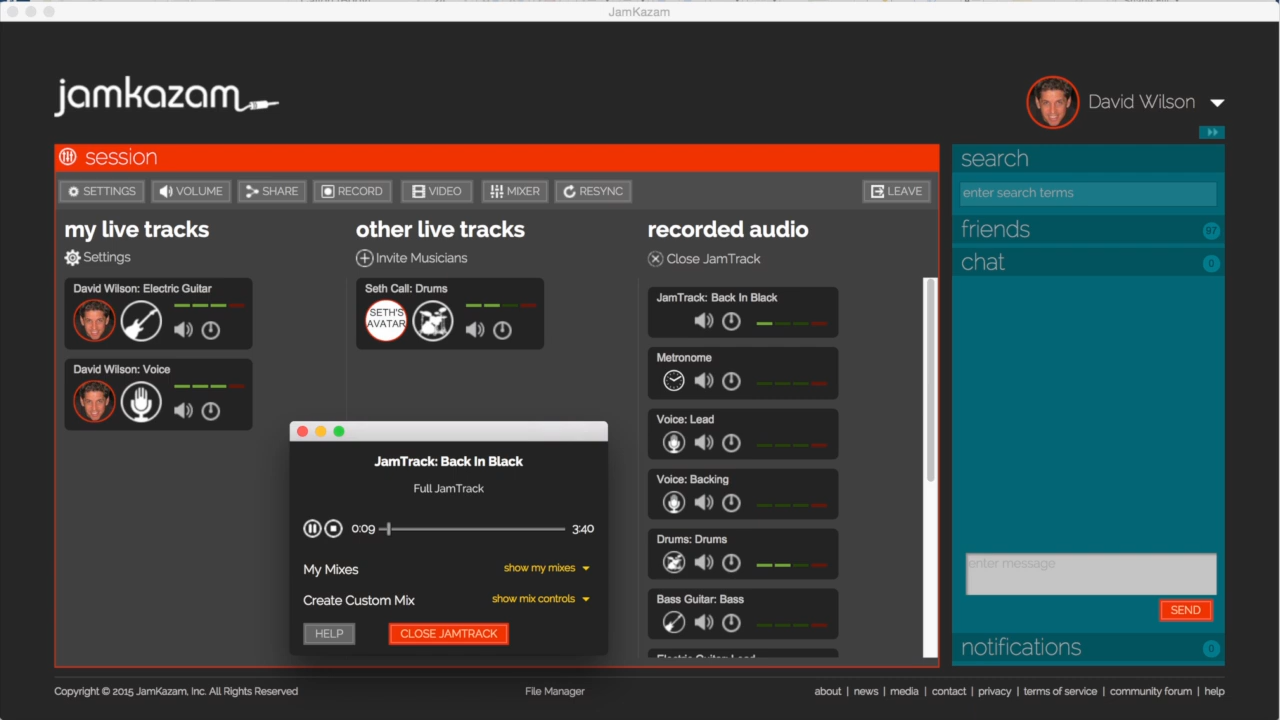 JamKazam
jamkazam
David Wilson
session
SETTINGS VOLUME SHARE RECORD VIDEO MIXER RESYNC LEAVE
my live tracks
Settings
David Wilson: Electric Guitar
David Wilson: Voice
other live tracks
Invite Musicians
Seth Call: Drums
SETH'S
AVATAR
recorded audio
Close JamTrack
JamTrack: Back In Black
Metronome
Voice: Lead
Voice: Backing
Drums: Drums
Bass Guitar: Bass
Electric Guitar: Lead
JamTrack: Back In Black
Full JamTrack
0:09 3:40
My Mixes show my mixes
Create Custom Mix show mix controls
HELP CLOSE JAMTRACK
search
enter search terms
friends 97
chat 0
enter message
SEND
notifications 0
Copyright © 2015 JamKazam, Inc. All Rights Reserved
File Manager
about | news | media | contact | privacy | terms of service | community forum | help